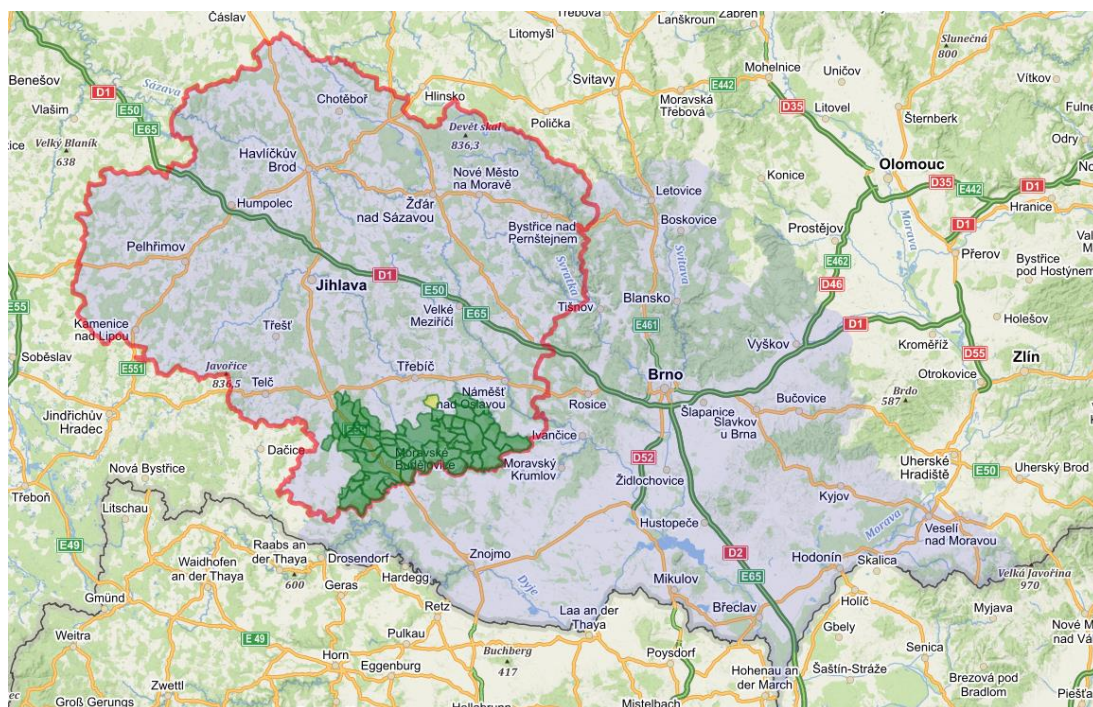 Čáslav
Litomyšl
Třebová
Lanškroun
Zábřeh
Slunečná
800
Benešov
D1
E50
E65
Sázava
Chotěboř
Hlinsko
Svitavy
E442
Mohelnice
Uničov
Vítkov
Vlašim
Velký Blaník
638
Devět skal
836,3
Polička
Moravská
Třebová
D35
Litovel
Šternberk
Odry
Havlíčkův
Brod
Nové Město
na Moravě
Letovice
Konice
Olomouc
D35
E442
D1
Humpolec
Žďár
nad Sázavou
Boskovice
Hranice
Bystřice nad
Pernštejnem
Prostějov
Morava
D1
Pelhřimov
Svratka
Svitava
E462
Přerov
Bystřice
pod Hostýnem
D1
Jihlava
E50
D46
E55
Velké
Meziříčí
E65
Tišnov
Blansko
Kamenice
nad Lipou
Třešť
E461
D1
Holešov
Soběslav
Vyškov
Kroměříž
E551
Javořice
836,5
Telč
Třebíč
Brno
D55
Zlín
Otrokovice
Jindřichův
Hradec
Náměšť
nad Oslavou
Rosice
Šlapanice
Slavkov
u Brna
Bučovice
Brdo
587
Dačice
Moravské
Budějovice
Ivančice
D52
Nová Bystřice
Moravský
Krumlov
Židlochovice
Uherské
Hradiště
E50
Uherský Brod
Třeboň
Kyjov
Litschau
Hustopeče
Morava
Veselí
nad Moravou
E49
Raabs an
der Thaya
Drosendorf
Znojmo
D2
Hodonín
Skalica
Waidhofen
an der Thaya
600
Geras
Hardegg
Dyje
Mikulov
E65
Velká Javořina
970
Gmünd
Retz
Laa an der
Thaya
Břeclav
Holíč
Myjava
Weitra
E 49
Pulkau
Gbely
Senica
Horn
Eggenburg
Buchberg
417
Poysdorf
Hohenau an
der March
Šaštín-Stráže
Brezová pod
Bradlom
Zwettl
Groß Gerungs
Mistelbach